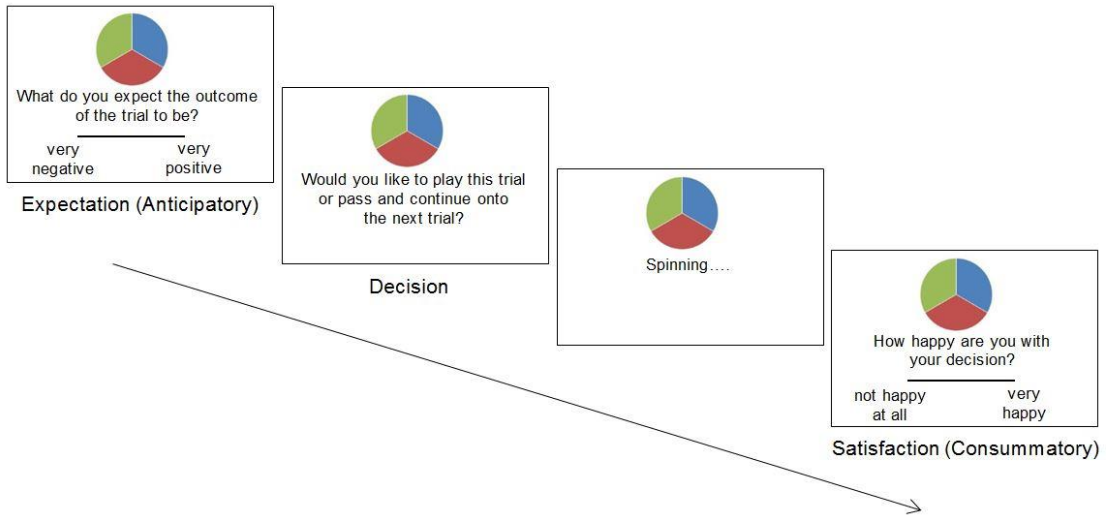 What do you expect the outcome
of the trial to be?
very
negative
very
positive
Expectation (Anticipatory)
Would you like to play this trial
or pass and continue onto
the next trial?
Decision
Spinning....
How happy are you with
your decision?
not happy
at all
very
happy
Satisfaction (Consummatory)